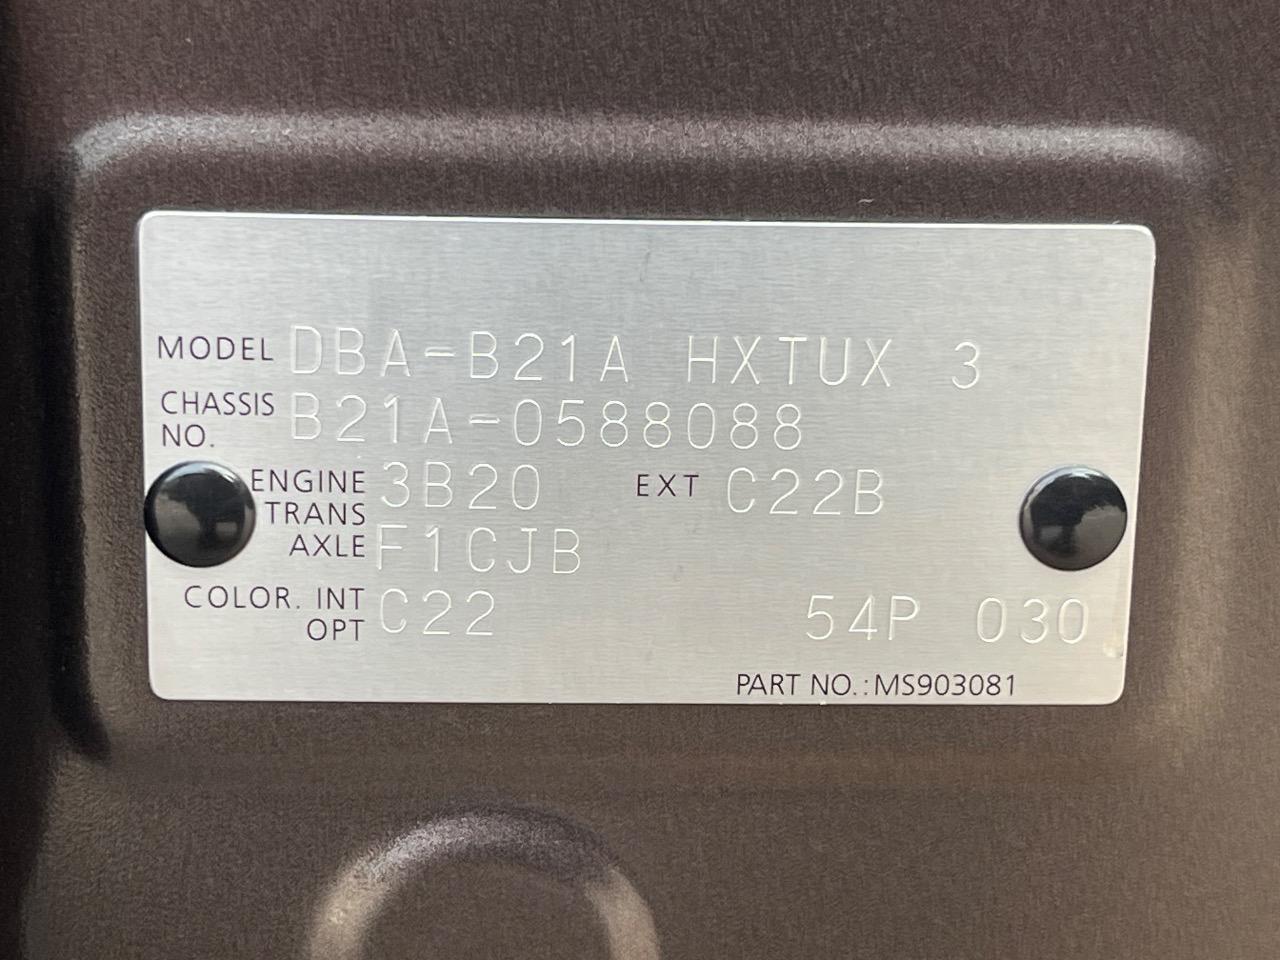 MODEL DBA-B21A HXTUX 3
CHASSIS NO. B21A-0588088
ENGINE 3B20 EXT C22B
TRANS AXLE F1CJB
COLOR. INT C22
OPT 54P 030
PART NO.: MS903081